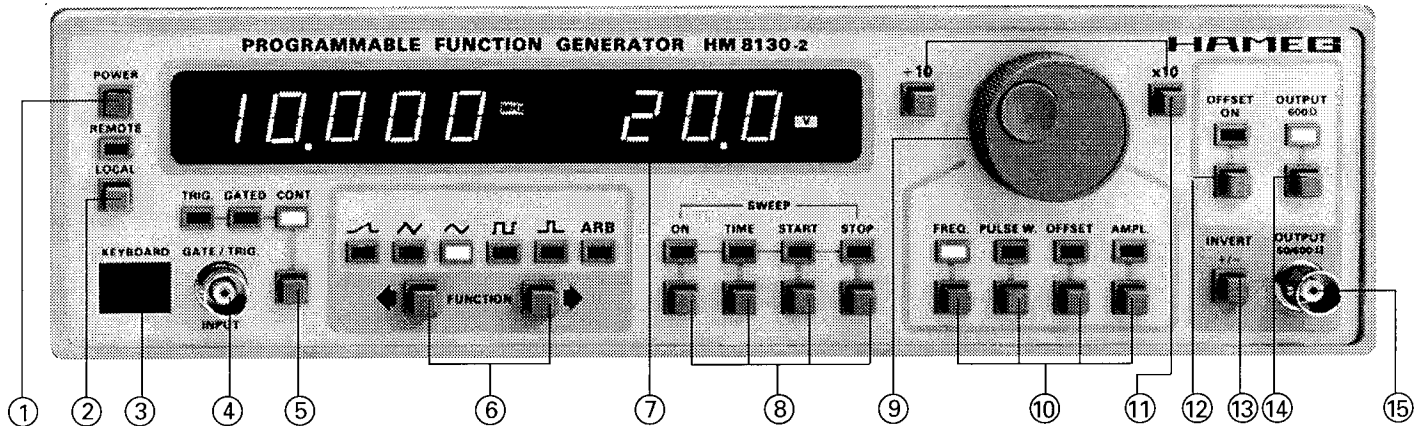 PROGRAMMABLE FUNCTION GENERATOR HM 8130-2
HAMEG
POWER
÷10
x10
10.000 MHz 20.0 V
OFFSET ON
OUTPUT 600Ω
REMOTE
LOCAL
TRIG. GATED CONT
SWEEP
ARB
ON TIME START STOP
FREQ. PULSE W. OFFSET AMPL.
KEYBOARD
GATE / TRIG.
INPUT
FUNCTION
INVERT +/-
OUTPUT 50/600Ω
1 2 3 4 5 6 7 8 9 10 11 12 13 14 15